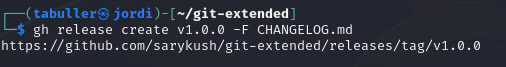 ┌──(tabuller㉿jordi)-[~/git-extended]
└─$ gh release create v1.0.0 -F CHANGELOG.md
https://github.com/sarykush/git-extended/releases/tag/v1.0.0